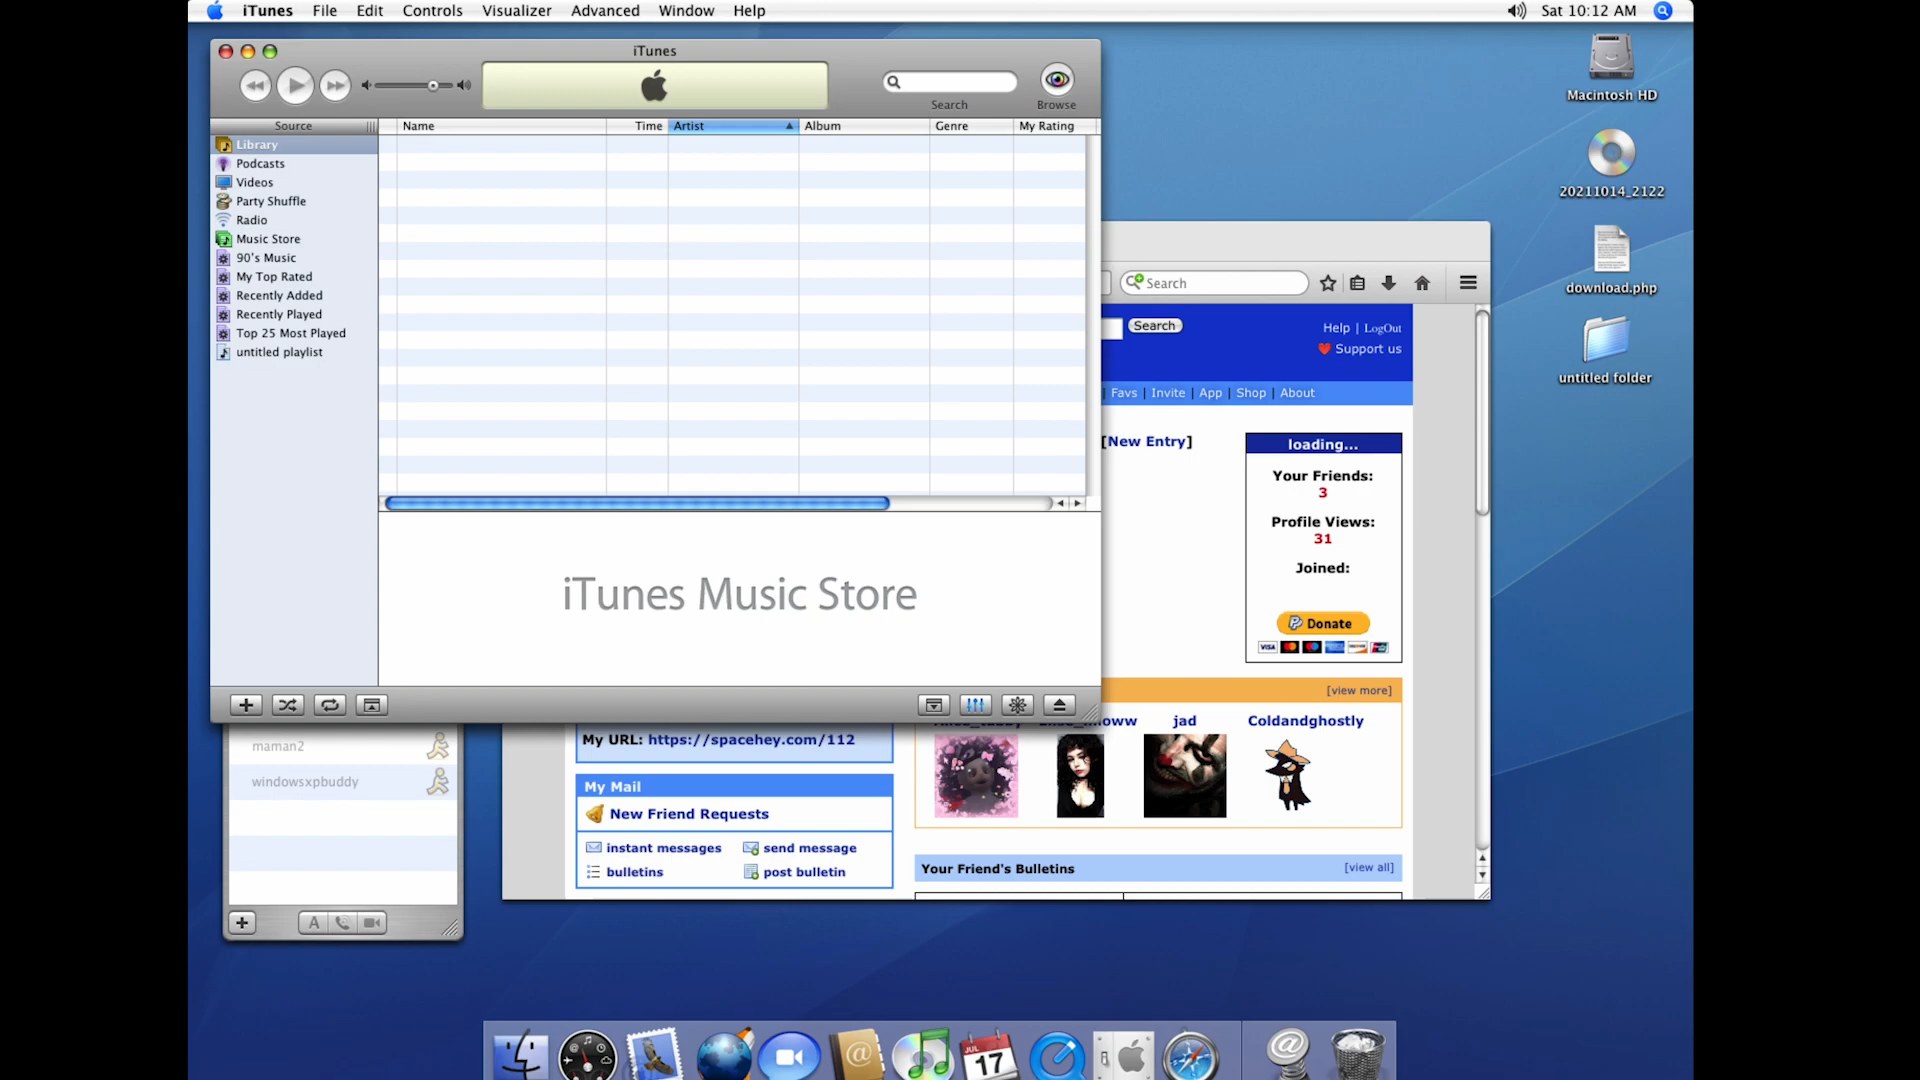 iTunes File Edit Controls Visualizer Advanced Window Help
Sat 10:12 AM
iTunes
Search
Browse
Source
Name Time Artist Album Genre My Rating
Library
Podcasts
Videos
Party Shuffle
Radio
Music Store
90's Music
My Top Rated
Recently Added
Recently Played
Top 25 Most Played
untitled playlist
iTunes Music Store
Macintosh HD
20211014_2122
download.php
untitled folder
Search
Search
Help | LogOut
Support us
| Favs | Invite | App | Shop | About
[New Entry]
loading...
Your Friends:
3
Profile Views:
31
Joined:
Donate
VISA
[view more]
jad
Coldandghostly
My URL: https://spacehey.com/112
My Mail
New Friend Requests
instant messages
send message
bulletins
post bulletin
Your Friend's Bulletins
[view all]
maman2
windowsxpbuddy
A
JUL
17